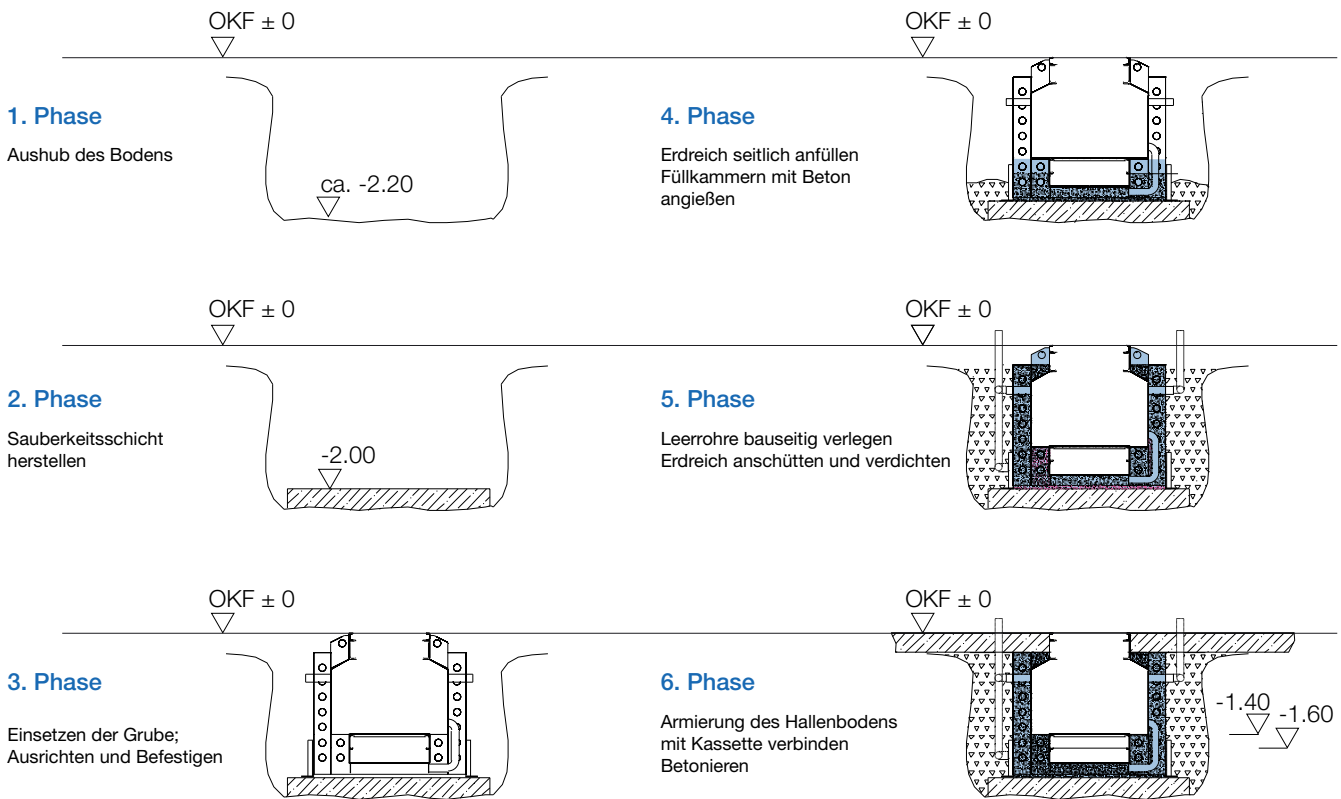 OKF ± 0
1. Phase
Aushub des Bodens
ca. -2.20
OKF ± 0
2. Phase
Sauberkeitsschicht
herstellen
-2.00
OKF ± 0
3. Phase
Einsetzen der Grube;
Ausrichten und Befestigen
OKF ± 0
4. Phase
Erdreich seitlich anfüllen
Füllkammern mit Beton
angießen
OKF ± 0
5. Phase
Leerrohre bauseitig verlegen
Erdreich anschütten und verdichten
OKF ± 0
6. Phase
Armierung des Hallenbodens
mit Kassette verbinden
Betonieren
-1.40
-1.60